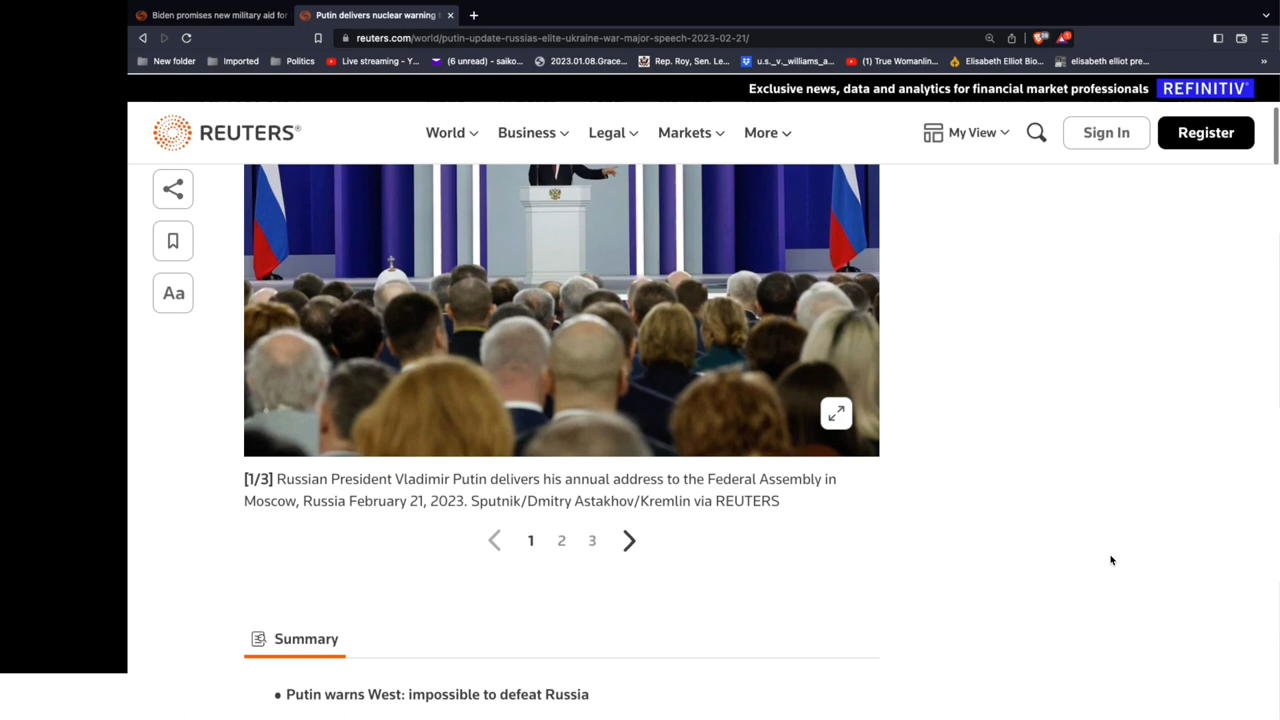 Biden promises new military aid for
Putin delivers nuclear warning
reuters.com/world/putin-update-russias-elite-ukraine-war-major-speech-2023-02-21/
New folder
Imported
Politics
Live streaming - Y...
(6 unread) - saiko...
2023.01.08.Grace...
Rep. Roy, Sen. Le...
u.s._v._williams_a...
(1) True Womanlin...
Elisabeth Elliot Bio...
elisabeth elliot pre...
Exclusive news, data and analytics for financial market professionals
REFINITIV
REUTERS®
World
Business
Legal
Markets
More
My View
Sign In
Register
Aa
[1/3] Russian President Vladimir Putin delivers his annual address to the Federal Assembly in
Moscow, Russia February 21, 2023. Sputnik/Dmitry Astakhov/Kremlin via REUTERS
1 2 3
Summary
• Putin warns West: impossible to defeat Russia